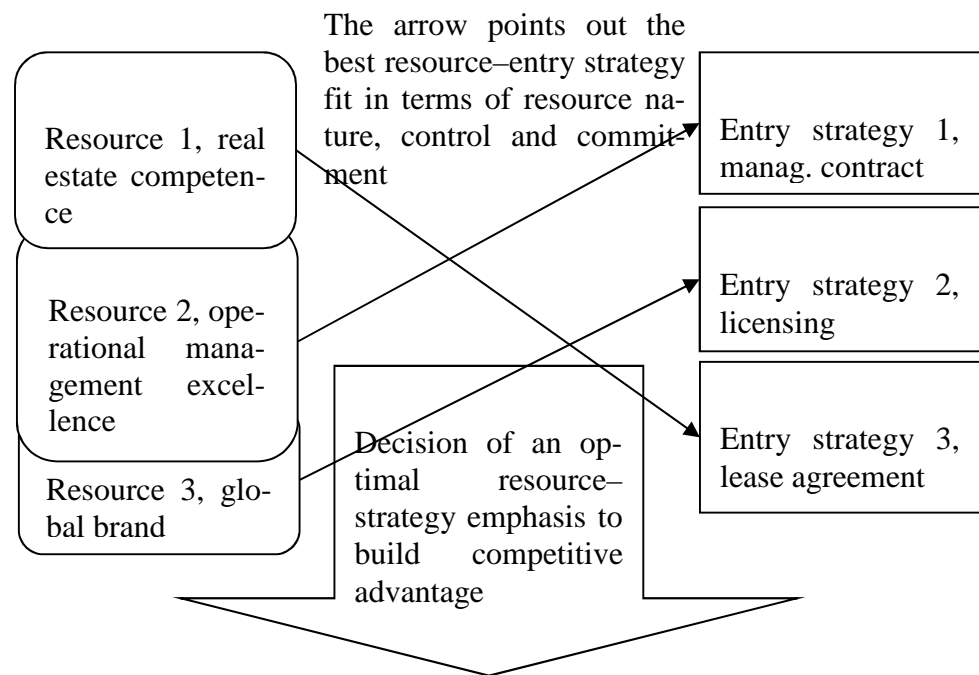 The arrow points out the
best resource–entry strategy
fit in terms of resource na-
ture, control and commit-
ment
Resource 1, real
estate competen-
ce
Resource 2, ope-
rational mana-
gement excel-
lence
Resource 3, glo-
bal brand
Entry strategy 1,
manag. contract
Entry strategy 2,
licensing
Entry strategy 3,
lease agreement
Decision of an op-
timal resource–
strategy emphasis to
build competitive
advantage